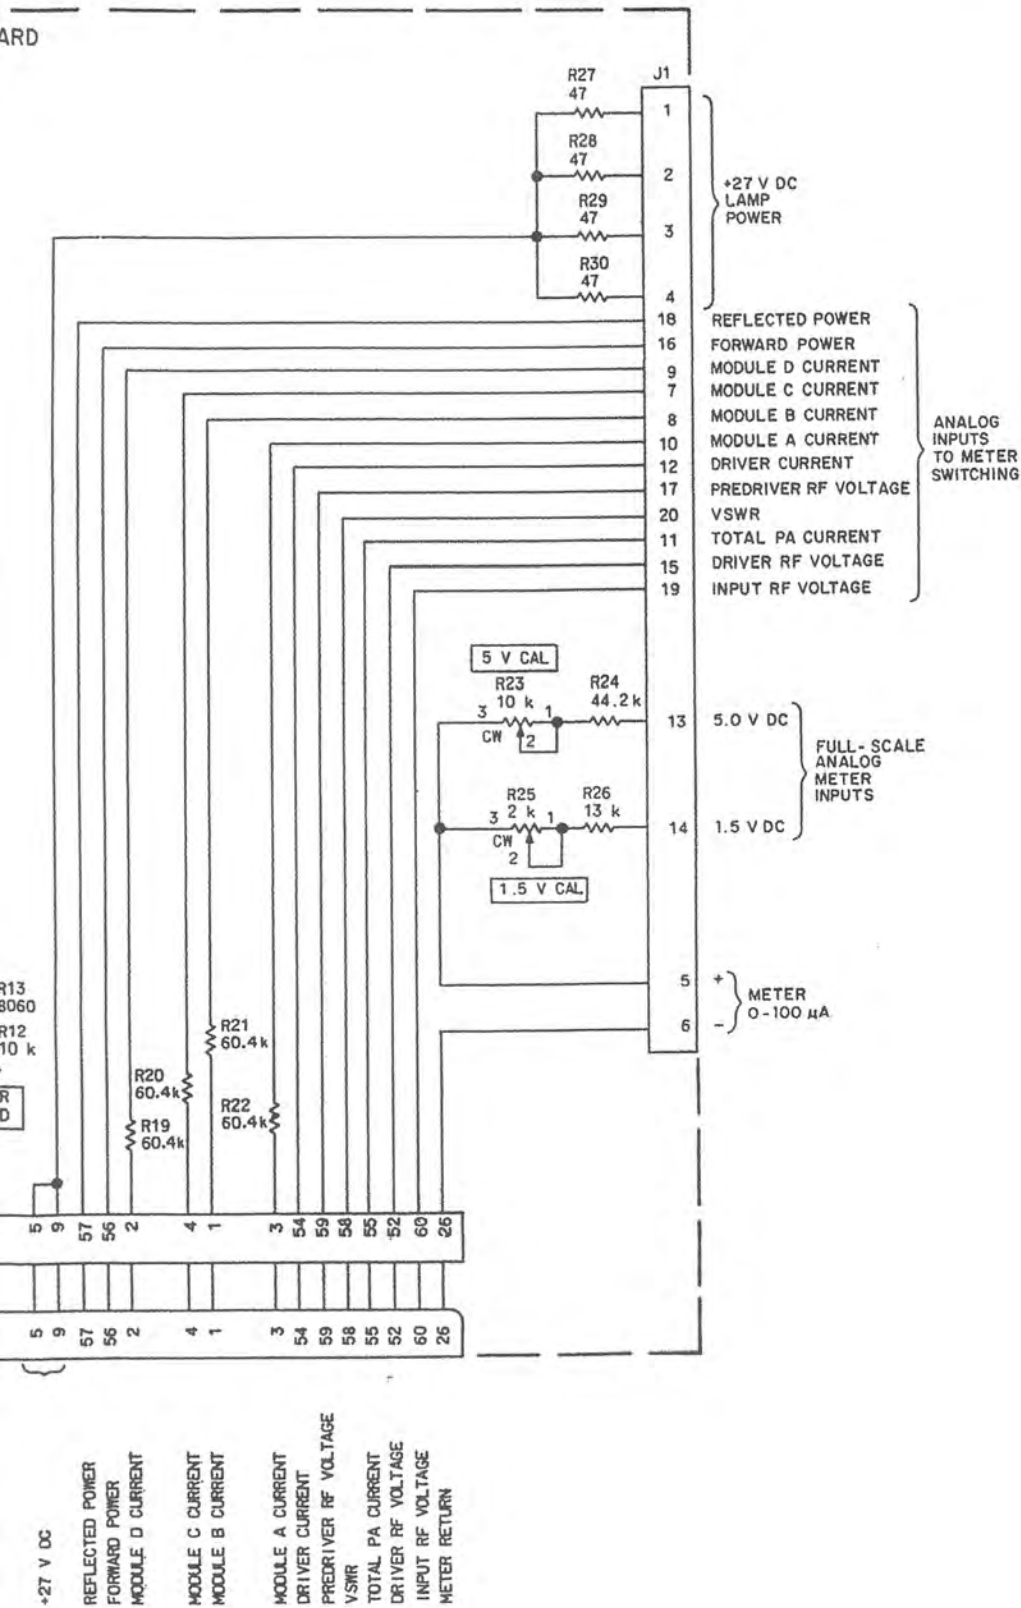 ARD
R27
47
J1
1
R28
47
2
R29
47
3
R30
47
4
+27 V DC
LAMP
POWER
18 REFLECTED POWER
16 FORWARD POWER
9 MODULE D CURRENT
7 MODULE C CURRENT
8 MODULE B CURRENT
10 MODULE A CURRENT
12 DRIVER CURRENT
17 PREDRIVER RF VOLTAGE
20 VSWR
11 TOTAL PA CURRENT
15 DRIVER RF VOLTAGE
19 INPUT RF VOLTAGE
ANALOG
INPUTS
TO METER
SWITCHING
5 V CAL
R23
10 k
3 1
CW 2
R24
44.2 k
13 5.0 V DC
R25
2 k
3 1
CW
2
R26
13 k
14 1.5 V DC
1.5 V CAL
FULL-SCALE
ANALOG
METER
INPUTS
5 +
6 -
METER
0-100 µA
R13
8060
R12
10 k
R
D
R21
60.4k
R20
60.4k
R22
60.4k
R19
60.4k
5 9 57 56 2 4 1 3 54 59 58 55 52 60 26
5 9 57 56 2 4 1 3 54 59 58 55 52 60 26
+27 V DC
REFLECTED POWER
FORWARD POWER
MODULE D CURRENT
MODULE C CURRENT
MODULE B CURRENT
MODULE A CURRENT
DRIVER CURRENT
PREDRIVER RF VOLTAGE
VSWR
TOTAL PA CURRENT
DRIVER RF VOLTAGE
INPUT RF VOLTAGE
METER RETURN